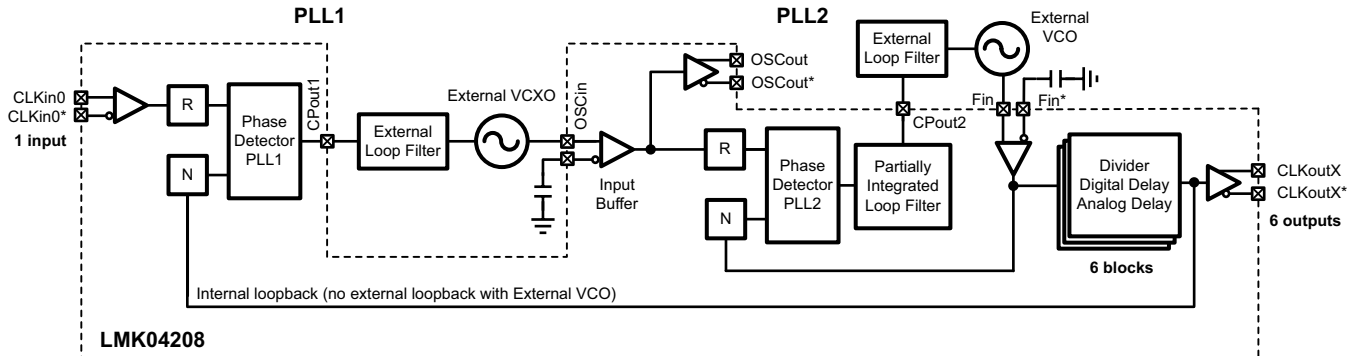 PLL1
PLL2
External
VCO
External
Loop Filter
OSCout
OSCout*
CLKin0
CLKin0*
1 input
R
N
Phase
Detector
PLL1
CPout1
External
Loop Filter
External VCXO
OSCin
Input
Buffer
R
N
Phase
Detector
PLL2
CPout2
Partially
Integrated
Loop Filter
Fin
Fin*
Divider
Digital Delay
Analog Delay
6 blocks
CLKoutX
CLKoutX*
6 outputs
Internal loopback (no external loopback with External VCO)
LMK04208